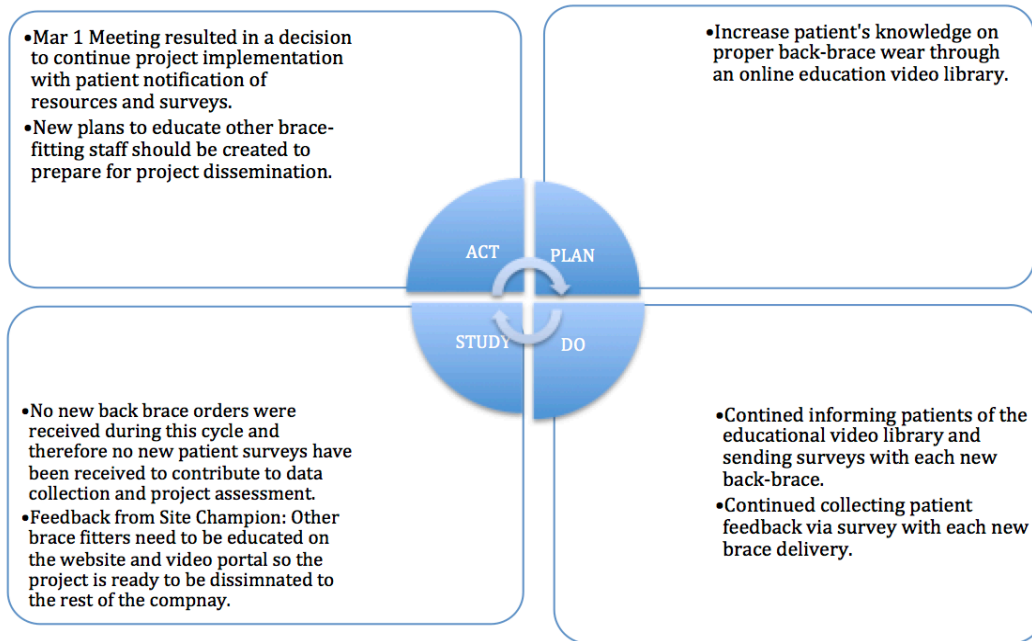 •Mar 1 Meeting resulted in a decision
to continue project implementation
with patient notification of
resources and surveys.
•New plans to educate other brace-
fitting staff should be created to
prepare for project dissemination.
•Increase patient's knowledge on
proper back-brace wear through
an online education video library.
ACT
PLAN
STUDY
DO
•No new back brace orders were
received during this cycle and
therefore no new patient surveys have
been received to contribute to data
collection and project assessment.
•Feedback from Site Champion: Other
brace fitters need to be educated on
the website and video portal so the
project is ready to be dissimnated to
the rest of the compnay.
•Contined informing patients of the
educational video library and
sending surveys with each new
back-brace.
•Continued collecting patient
feedback via survey with each new
brace delivery.